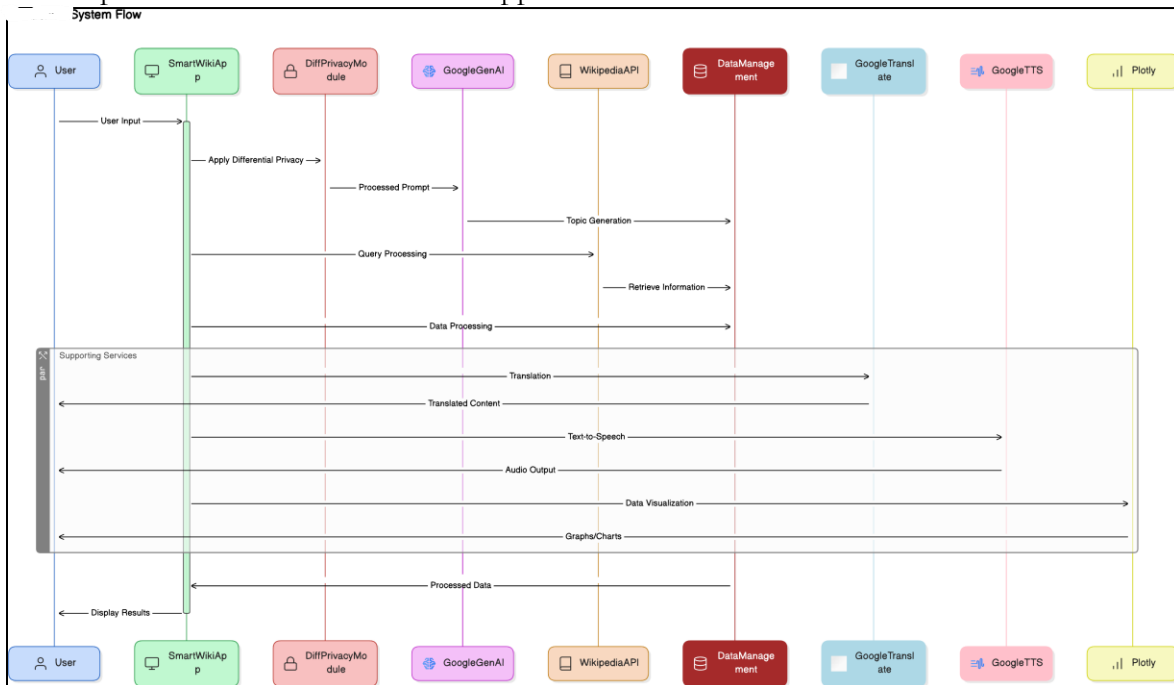 System Flow
User
SmartWikiAp
p
DiffPrivacyMo
dule
GoogleGenAI
WikipediaAPI
DataManage
ment
GoogleTransl
ate
GoogleTTS
Plotly
User Input
Apply Differential Privacy
Processed Prompt
Topic Generation
Query Processing
Retrieve Information
Data Processing
par
Supporting Services
Translation
Translated Content
Text-to-Speech
Audio Output
Data Visualization
Graphs/Charts
Processed Data
Display Results
User
SmartWikiAp
p
DiffPrivacyMo
dule
GoogleGenAI
WikipediaAPI
DataManage
ment
GoogleTransl
ate
GoogleTTS
Plotly